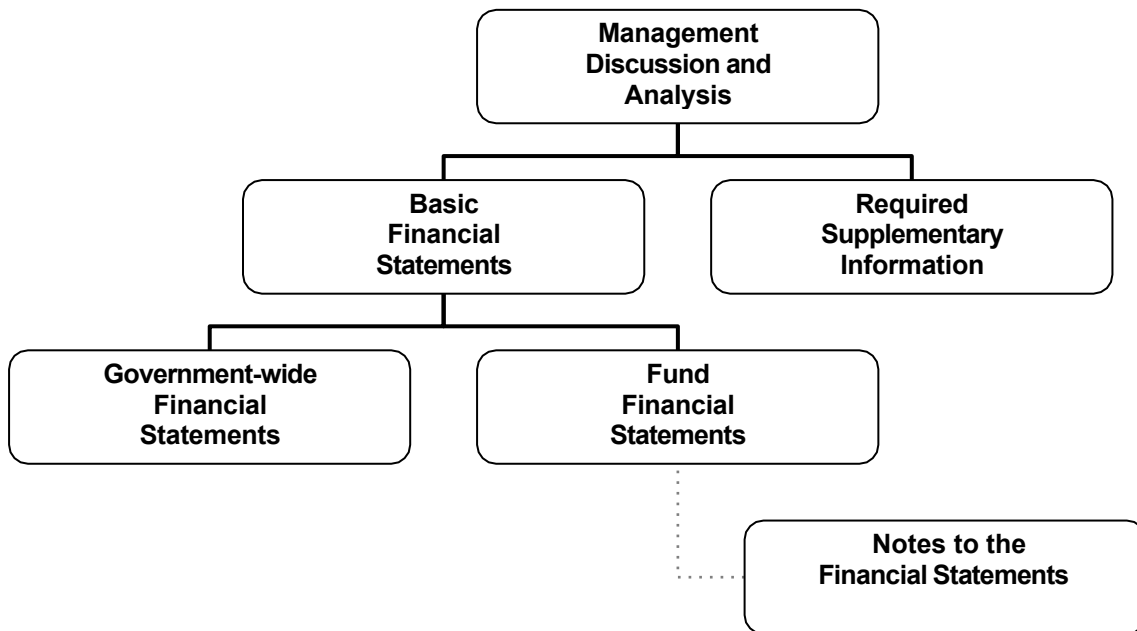 Management
Discussion and
Analysis
Basic
Financial
Statements
Required
Supplementary
Information
Government-wide
Financial
Statements
Fund
Financial
Statements
Notes to the
Financial Statements